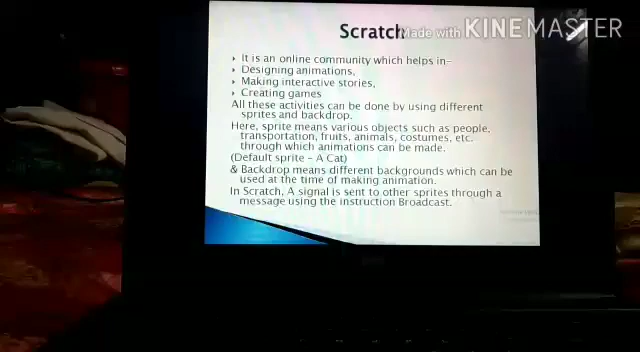 Scratch
Made with KINEMASTER
It is an online community which helps in-
Designing animations,
Making interactive stories,
Creating games
All these activities can be done by using different
sprites and backdrop.
Here, sprite means various objects such as people,
transportation, fruits, animals, costumes, etc.
through which animations can be made.
(Default sprite – A Cat)
& Backdrop means different backgrounds which can be
used at the time of making animation.
In Scratch, A signal is sent to other sprites through a
message using the instruction Broadcast.